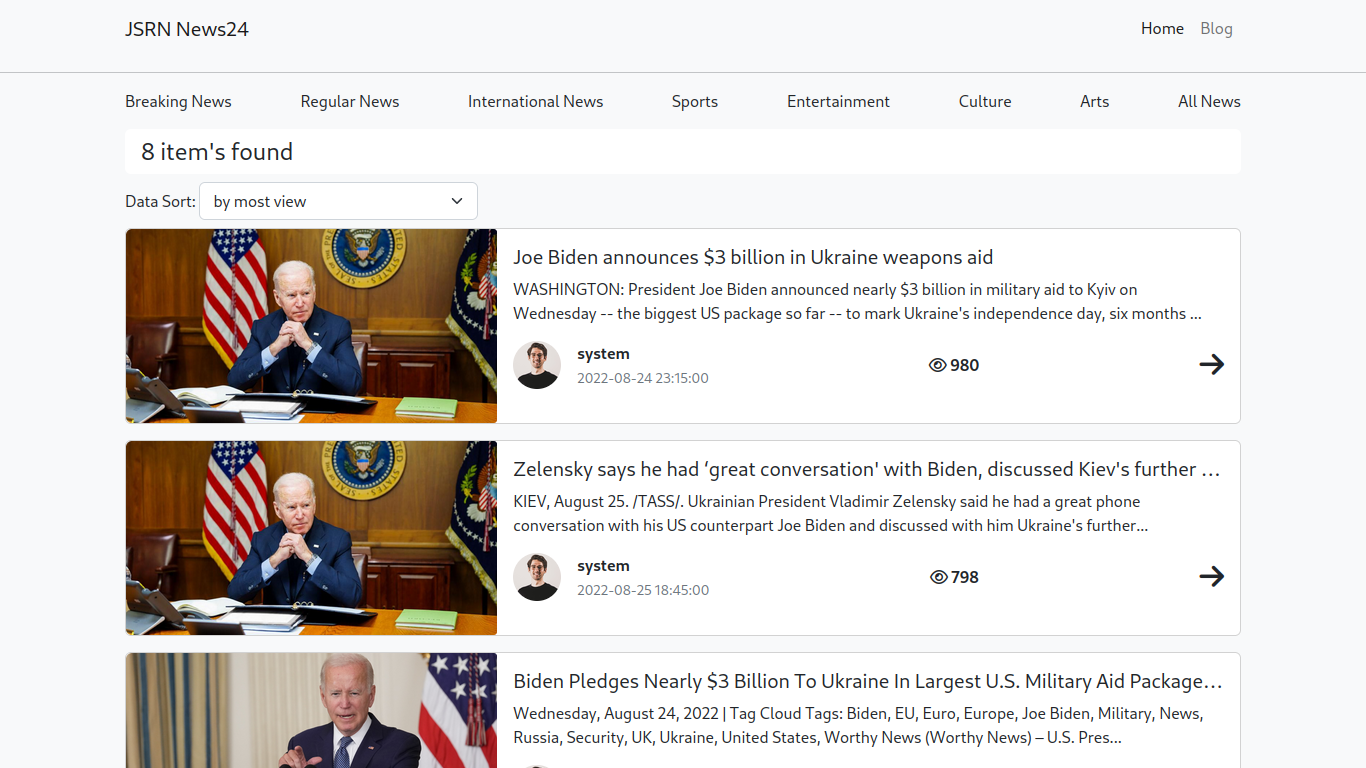 JSRN News24
Home
Blog
Breaking News
Regular News
International News
Sports
Entertainment
Culture
Arts
All News
8 item's found
Data Sort:
by most view
Joe Biden announces $3 billion in Ukraine weapons aid
WASHINGTON: President Joe Biden announced nearly $3 billion in military aid to Kyiv on
Wednesday -- the biggest US package so far -- to mark Ukraine's independence day, six months ...
system
2022-08-24 23:15:00
980
Zelensky says he had ‘great conversation' with Biden, discussed Kiev's further ...
KIEV, August 25. /TASS/. Ukrainian President Vladimir Zelensky said he had a great phone
conversation with his US counterpart Joe Biden and discussed with him Ukraine's further...
system
2022-08-25 18:45:00
798
Biden Pledges Nearly $3 Billion To Ukraine In Largest U.S. Military Aid Package...
Wednesday, August 24, 2022 | Tag Cloud Tags: Biden, EU, Euro, Europe, Joe Biden, Military, News,
Russia, Security, UK, Ukraine, United States, Worthy News (Worthy News) – U.S. Pres...